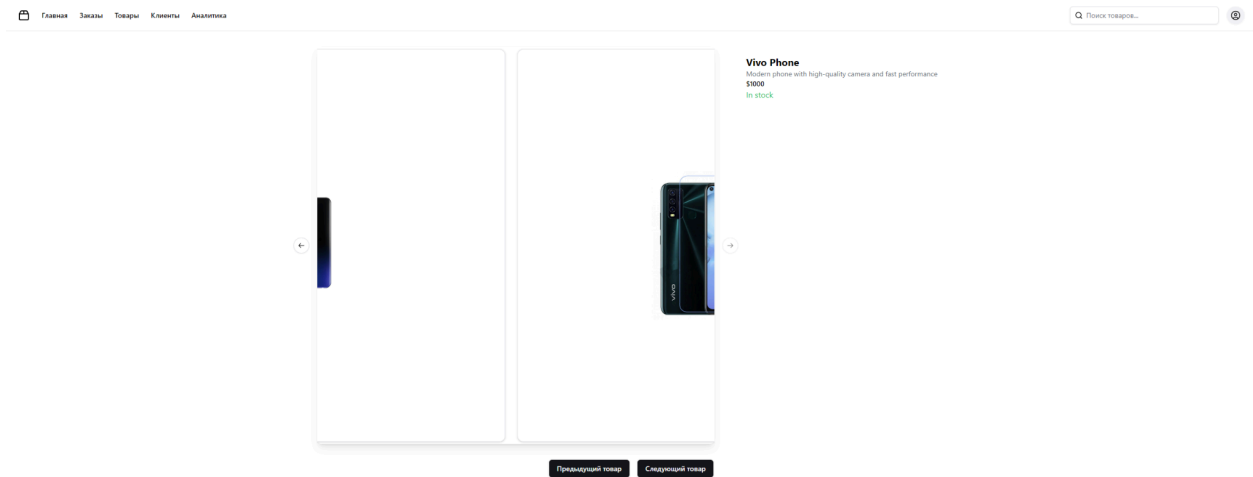 Главная Заказы Товары Клиенты Аналитика
Поиск товаров...
Vivo Phone
Modern phone with high-quality camera and fast performance
$1000
In stock
vivo
Предыдущий товар Следующий товар